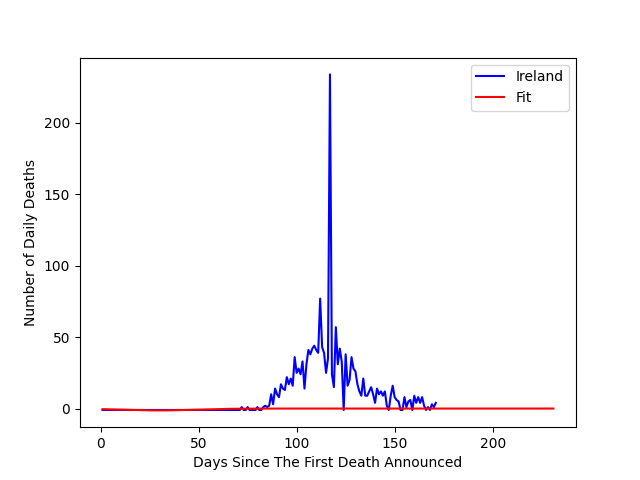 Ireland
Fit
200
150
100
50
0
Number of Daily Deaths
0 50 100 150 200
Days Since The First Death Announced